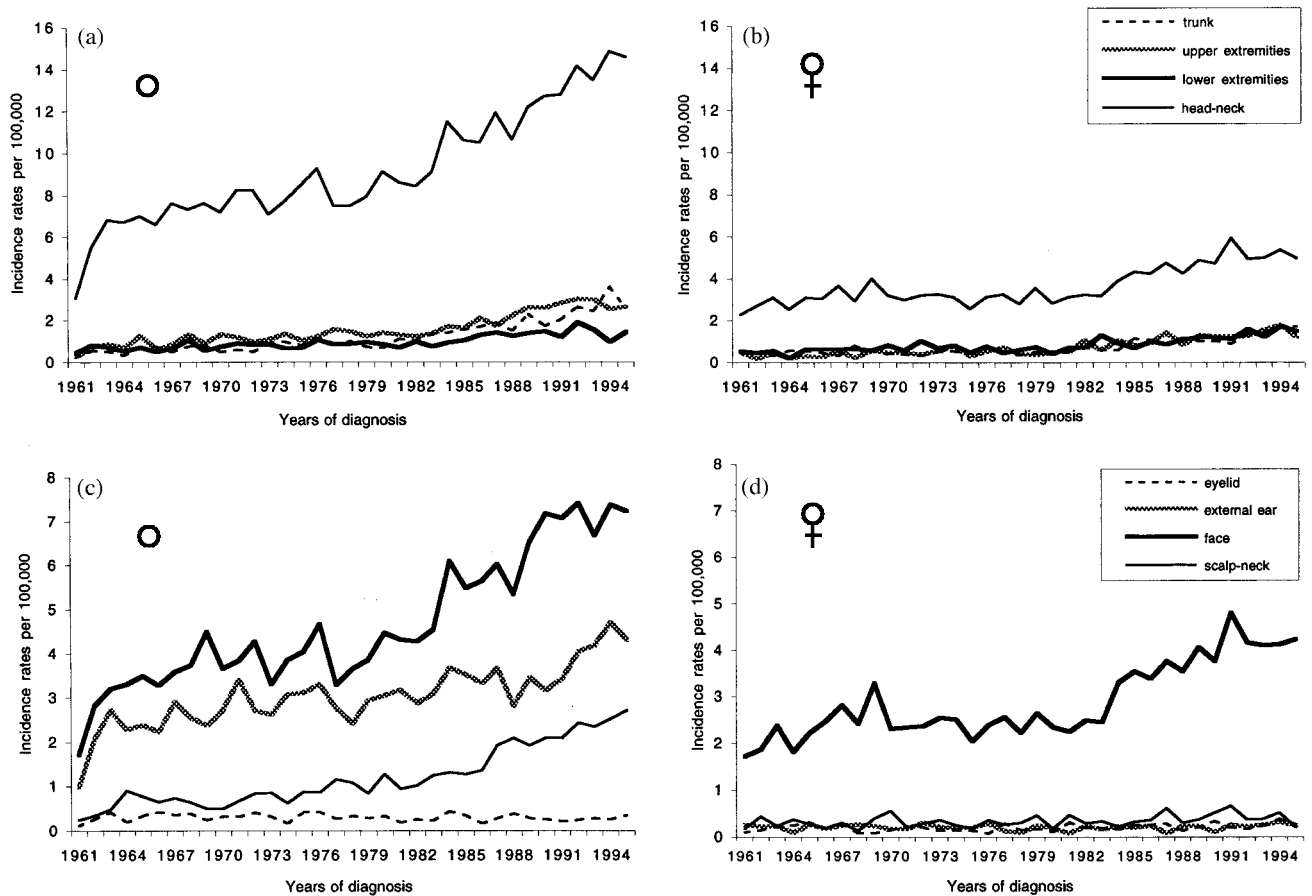 (a)
Incidence rates per 100,000
16
14
12
10
8
6
4
2
0
1961 1964 1967 1970 1973 1976 1979 1982 1985 1988 1991 1994
Years of diagnosis
(b)
Incidence rates per 100,000
16
14
12
10
8
6
4
2
0
1961 1964 1967 1970 1973 1976 1979 1982 1985 1988 1991 1994
Years of diagnosis
trunk
upper extremities
lower extremities
head-neck
(c)
Incidence rates per 100,000
8
7
6
5
4
3
2
1
0
1961 1964 1967 1970 1973 1976 1979 1982 1985 1988 1991 1994
Years of diagnosis
(d)
Incidence rates per 100,000
8
7
6
5
4
3
2
1
0
1961 1964 1967 1970 1973 1976 1979 1982 1985 1988 1991 1994
Years of diagnosis
eyelid
external ear
face
scalp-neck